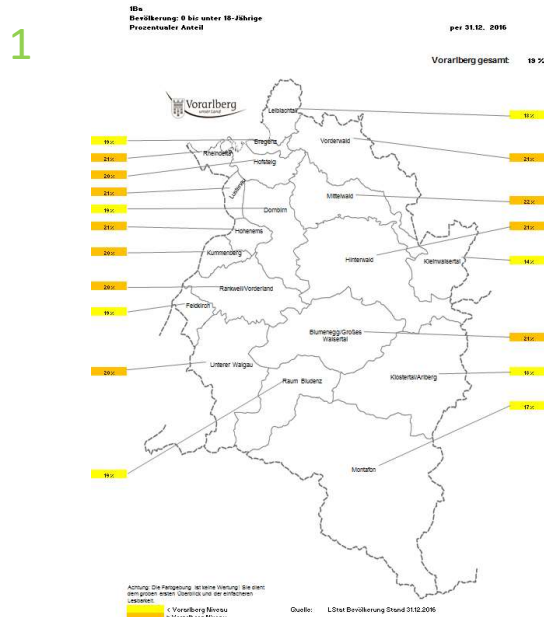 1
1Ba
Bevölkerung: 0 bis unter 18-Jährige
Prozentualer Anteil
per 31.12. 2016
Vorarlberg gesamt 19 %
Vorarlberg
unser Land
Leiblachtal
18 %
19 %
Bregenz
Vorderwald
21 %
Rheindelta
21 %
20 %
Hofsteig
21 %
Lustenau
Mittelwald
22 %
19 %
Dornbirn
21 %
21 %
Hohenems
20 %
Kummenberg
Hinterwald
Kleinwalsertal
14 %
20 %
Rankweil/Vorderland
19 %
Feldkirch
Blumenegg/Großes
Walsertal
21 %
20 %
Unterer Walgau
Raum Bludenz
Klostertal/Arlberg
17 %
19 %
Montafon
Achtung: Die Farbgebung ist keine Wertung! Sie dient
dem groben ersten Überblick und der einfacheren
Lesbarkeit.
< Vorarlberg Niveau
Quelle: LStat Bevölkerung Stand 31.12.2016